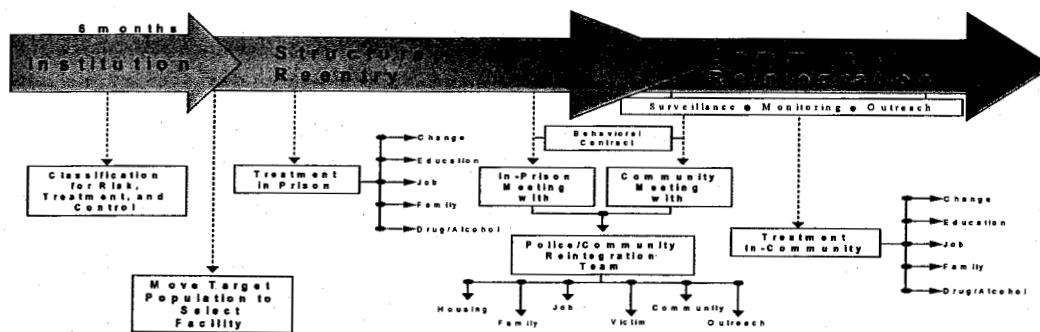 6 months
Institution
Structure
Reentry
Reintegration
Surveillance ● Monitoring ● Outreach
Behavioral
Contract
Classification
for Risk,
Treatment, and
Control
Treatment
In Prison
Change
Education
Job
Family
Drug/Alcohol
In-Prison
Meeting
with
Community
Meeting
with
Police/Community
Reintegration
Team
Housing
Family
Job
Victim
Community
Outreach
Treatment
In-Community
Change
Education
Job
Family
Drug/Alcohol
Move Target
Population to
Select
Facility